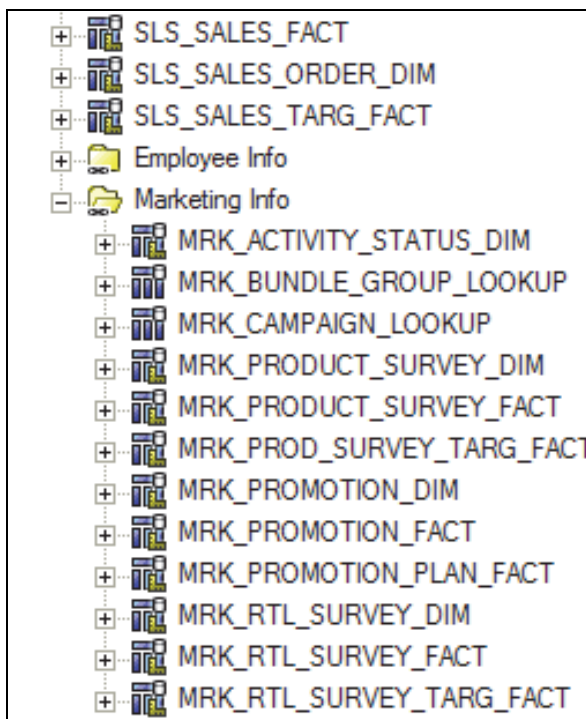 SLS_SALES_FACT
SLS_SALES_ORDER_DIM
SLS_SALES_TARG_FACT
Employee Info
Marketing Info
MRK_ACTIVITY_STATUS_DIM
MRK_BUNDLE_GROUP_LOOKUP
MRK_CAMPAIGN_LOOKUP
MRK_PRODUCT_SURVEY_DIM
MRK_PRODUCT_SURVEY_FACT
MRK_PROD_SURVEY_TARG_FACT
MRK_PROMOTION_DIM
MRK_PROMOTION_FACT
MRK_PROMOTION_PLAN_FACT
MRK_RTL_SURVEY_DIM
MRK_RTL_SURVEY_FACT
MRK_RTL_SURVEY_TARG_FACT